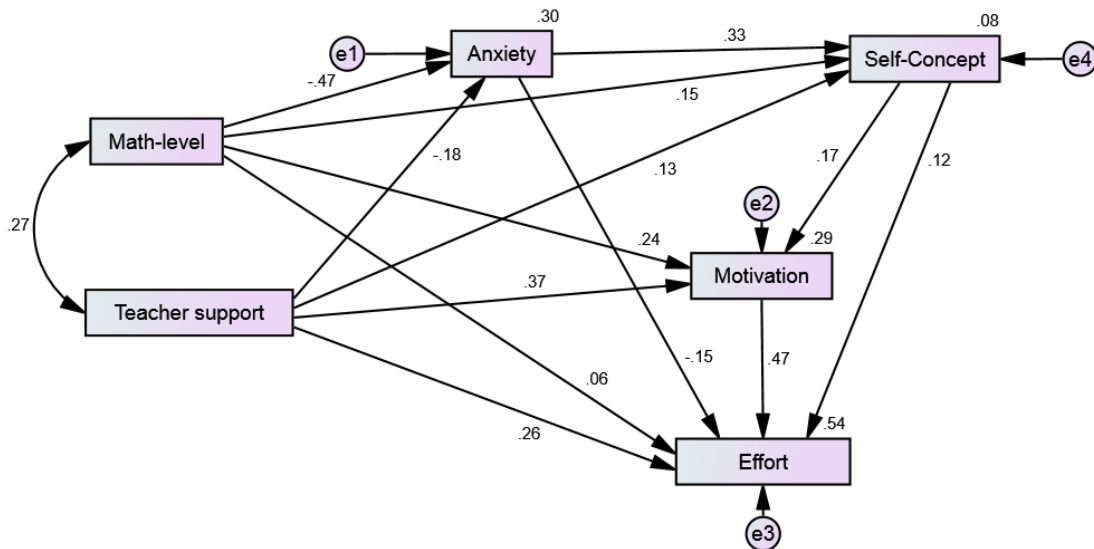 .30
.08
e1
Anxiety
.33
Self-Concept
e4
-.47
.15
Math-level
-.18
.13
.17
.12
.27
e2
.24
.29
Motivation
.37
Teacher support
-.15
.47
.06
.26
.54
Effort
e3